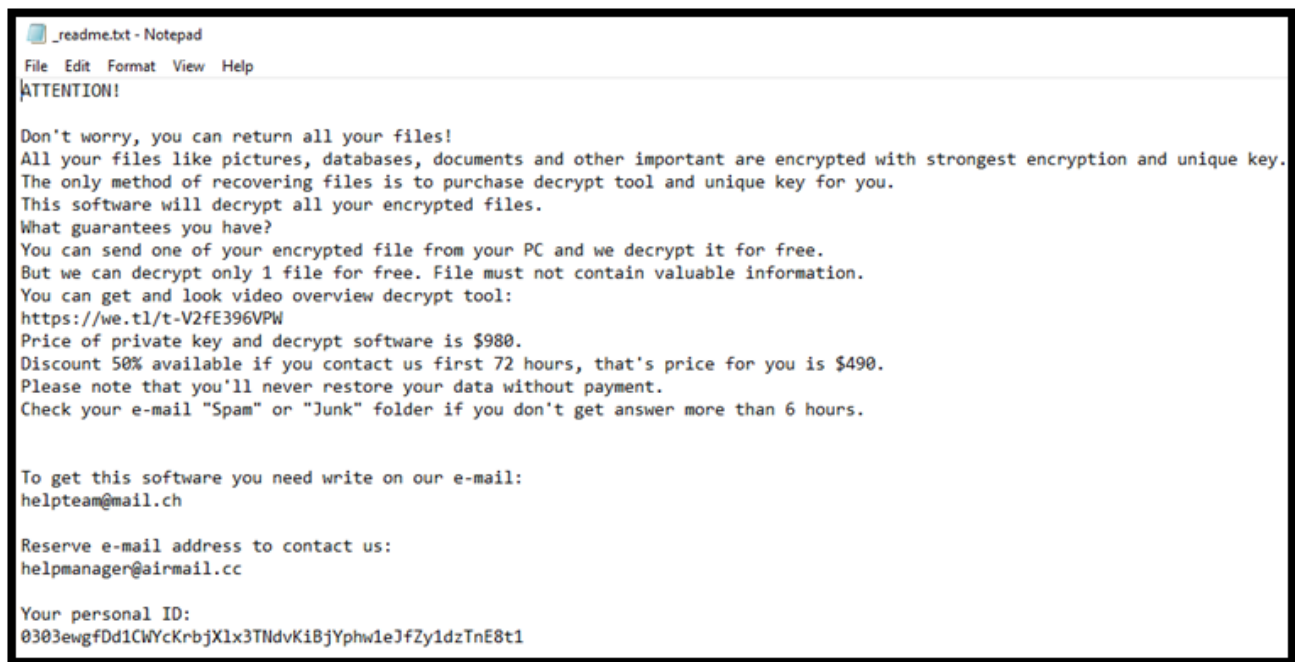 _readme.txt - Notepad
File Edit Format View Help
ATTENTION!
Don't worry, you can return all your files!
All your files like pictures, databases, documents and other important are encrypted with strongest encryption and unique key.
The only method of recovering files is to purchase decrypt tool and unique key for you.
This software will decrypt all your encrypted files.
What guarantees you have?
You can send one of your encrypted file from your PC and we decrypt it for free.
But we can decrypt only 1 file for free. File must not contain valuable information.
You can get and look video overview decrypt tool:
https://we.tl/t-V2fE396VPW
Price of private key and decrypt software is $980.
Discount 50% available if you contact us first 72 hours, that's price for you is $490.
Please note that you'll never restore your data without payment.
Check your e-mail "Spam" or "Junk" folder if you don't get answer more than 6 hours.
To get this software you need write on our e-mail:
helpteam@mail.ch
Reserve e-mail address to contact us:
helpmanager@airmail.cc
Your personal ID:
0303ewgfDd1CWYcKrbjXlx3TNdvKiBjYphw1eJfZy1dzTnE8t1